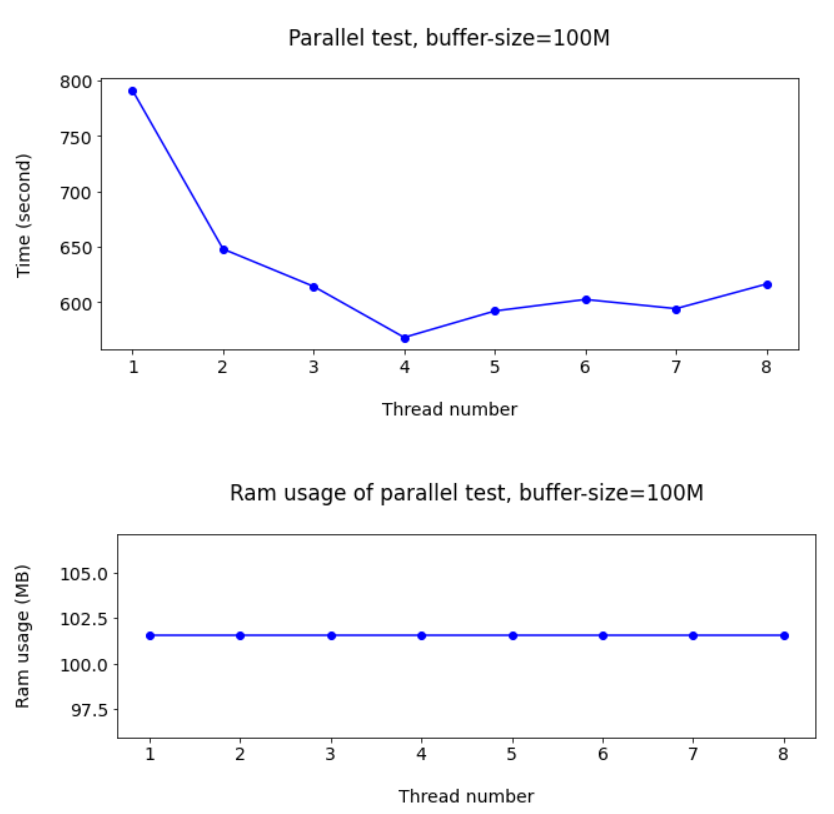 Parallel test, buffer-size=100M
800
750
700
650
600
Time (second)
1 2 3 4 5 6 7 8
Thread number
Ram usage of parallel test, buffer-size=100M
105.0
102.5
100.0
97.5
Ram usage (MB)
1 2 3 4 5 6 7 8
Thread number